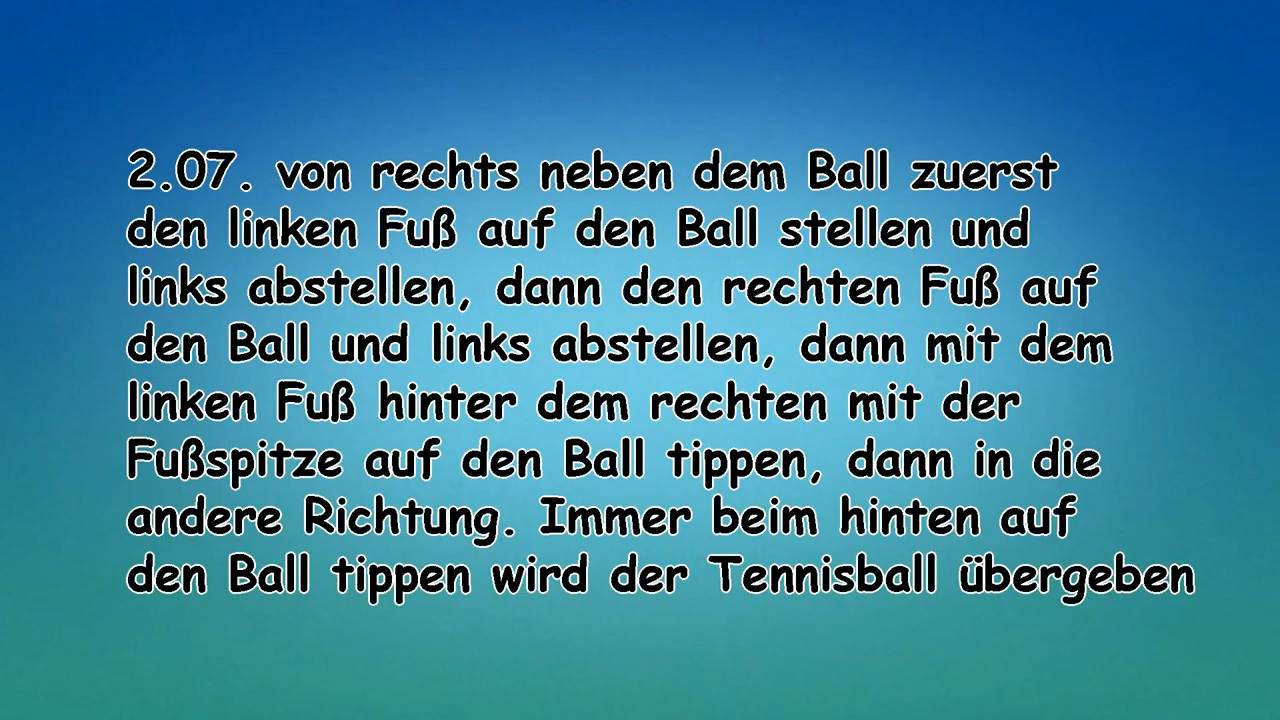 2.07. von rechts neben dem Ball zuerst
den linken Fuß auf den Ball stellen und
links abstellen, dann den rechten Fuß auf
den Ball und links abstellen, dann mit dem
linken Fuß hinter dem rechten mit der
Fußspitze auf den Ball tippen, dann in die
andere Richtung. Immer beim hinten auf
den Ball tippen wird der Tennisball übergeben